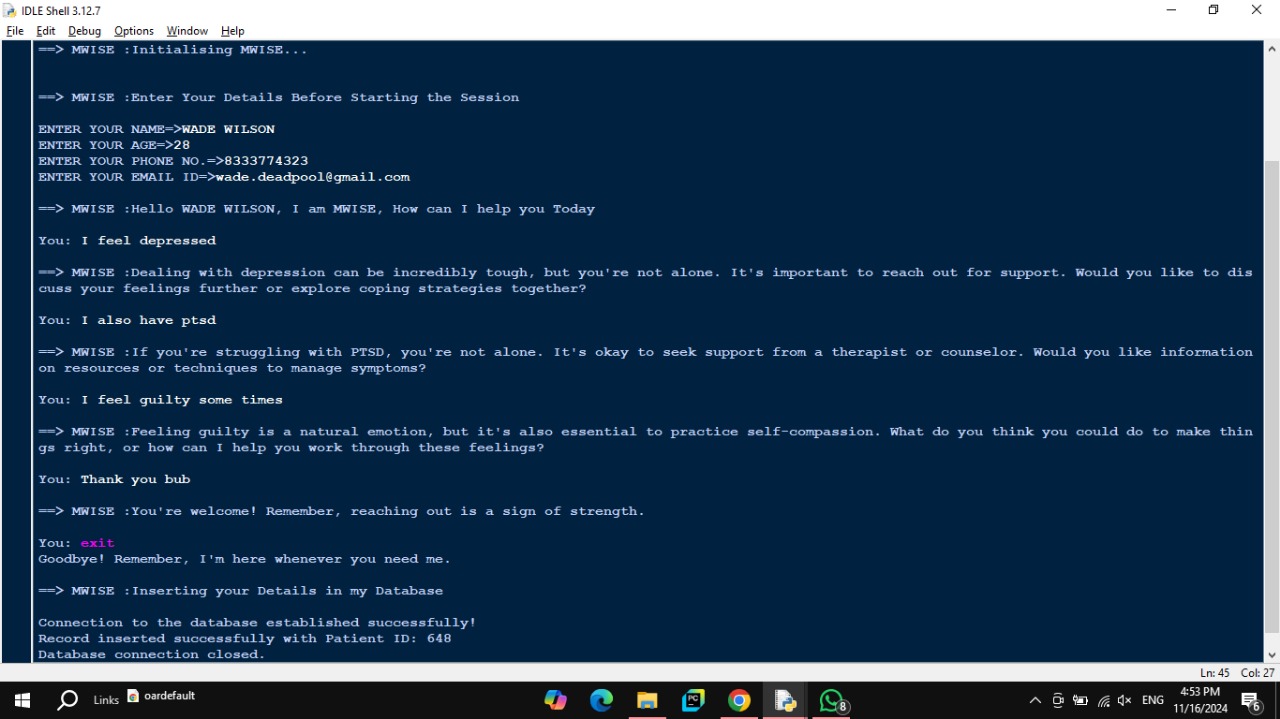 IDLE Shell 3.12.7
File Edit Debug Options Window Help
==> MWISE :Initialising MWISE...
==> MWISE :Enter Your Details Before Starting the Session
ENTER YOUR NAME=>WADE WILSON
ENTER YOUR AGE=>28
ENTER YOUR PHONE NO.=>8333774323
ENTER YOUR EMAIL ID=>wade.deadpool@gmail.com
==> MWISE :Hello WADE WILSON, I am MWISE, How can I help you Today
You: I feel depressed
==> MWISE :Dealing with depression can be incredibly tough, but you're not alone. It's important to reach out for support. Would you like to dis
cuss your feelings further or explore coping strategies together?
You: I also have ptsd
==> MWISE :If you're struggling with PTSD, you're not alone. It's okay to seek support from a therapist or counselor. Would you like information
on resources or techniques to manage symptoms?
You: I feel guilty some times
==> MWISE :Feeling guilty is a natural emotion, but it's also essential to practice self-compassion. What do you think you could do to make thin
gs right, or how can I help you work through these feelings?
You: Thank you bub
==> MWISE :You're welcome! Remember, reaching out is a sign of strength.
You: exit
Goodbye! Remember, I'm here whenever you need me.
==> MWISE :Inserting your Details in my Database
Connection to the database established successfully!
Record inserted successfully with Patient ID: 648
Database connection closed.
Ln: 45 Col: 27
Links oardefault
PC
8
ENG
4:53 PM
11/16/2024
6